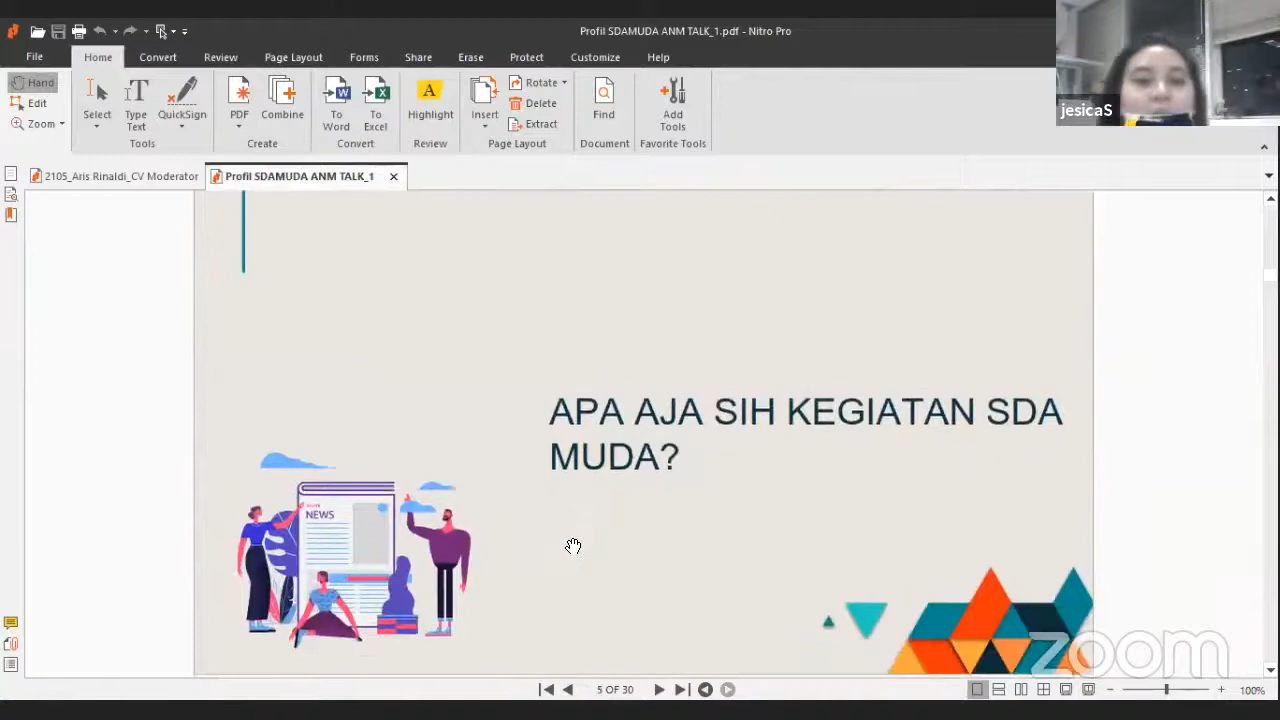 Profil SDAMUDA ANM TALK_1.pdf - Nitro Pro
File Home Convert Review Page Layout Forms Share Erase Protect Customize Help
Hand
Edit
Zoom
Select
Type Text
QuickSign
Tools
PDF
Combine
Create
To Word
To Excel
Convert
A
Highlight
Review
Insert
Rotate
Delete
Extract
Page Layout
Find
Document
Add Tools
Favorite Tools
jesicaS
2105_Aris Rinaldi_CV Moderator
Profil SDAMUDA ANM TALK_1
APA AJA SIH KEGIATAN SDA
MUDA?
NEWS
zoom
5 OF 30
100%